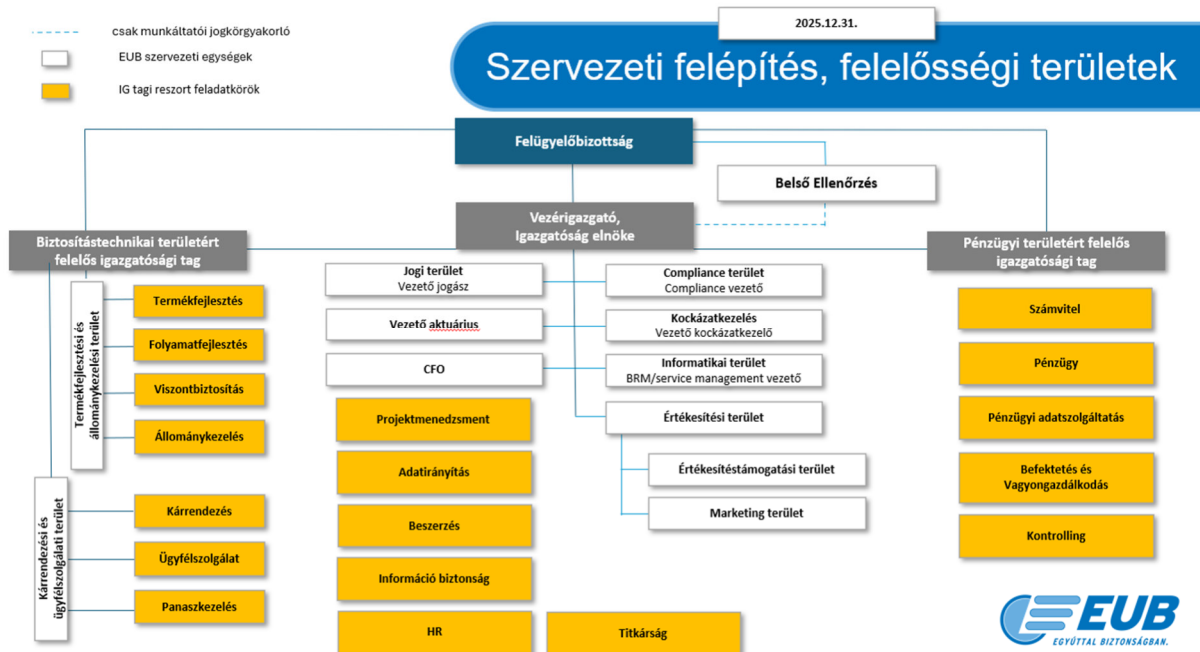 2025.12.31.
csak munkáltatói jogkörgyakorló
EUB szervezeti egységek
IG tagi reszort feladatkörök
Szervezeti felépítés, felelősségi területek
Felügyelőbizottság
Belső Ellenőrzés
Vezérigazgató,
Igazgatóság elnöke
Biztosítástechnikai területért
felelős igazgatósági tag
Pénzügyi területért felelős
igazgatósági tag
Termékfejlesztési és
állománykezelési terület
Termékfejlesztés
Folyamatfejlesztés
Viszontbiztosítás
Állománykezelés
Kárrendezési és
ügyfélszolgálati terület
Kárrendezés
Ügyfélszolgálat
Panaszkezelés
Jogi terület
Vezető jogász
Vezető aktuárius
CFO
Compliance terület
Compliance vezető
Kockázatkezelés
Vezető kockázatkezelő
Informatikai terület
BRM/service management vezető
Értékesítési terület
Értékesítéstámogatási terület
Marketing terület
Projektmenedzsment
Adatirányítás
Beszerzés
Információ biztonság
HR
Titkárság
Számvitel
Pénzügy
Pénzügyi adatszolgáltatás
Befektetés és
Vagyongazdálkodás
Kontrolling
EUB
EGYÚTTAL BIZTONSÁGBAN.